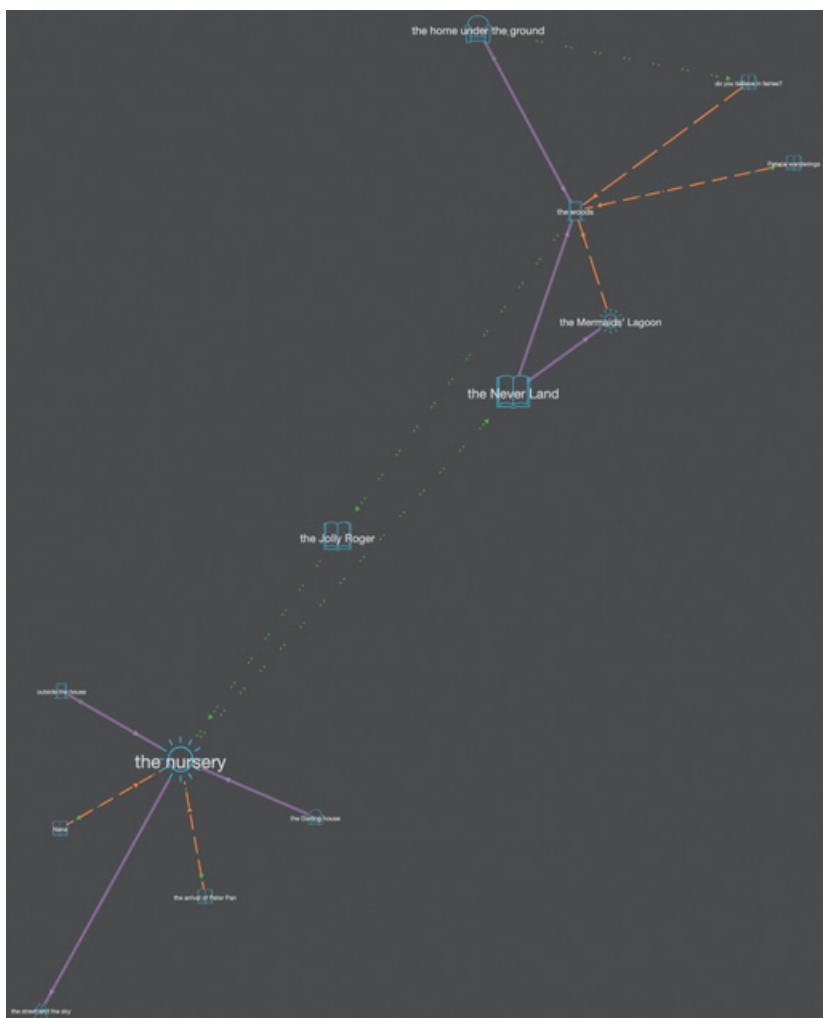 the home under the ground
do you believe in fairies?
Peter's wanderings
the woods
the Mermaids' Lagoon
the Never Land
the Jolly Roger
outside the house
the nursery
the Darling house
Nana
the arrival of Peter Pan
the street and the sky